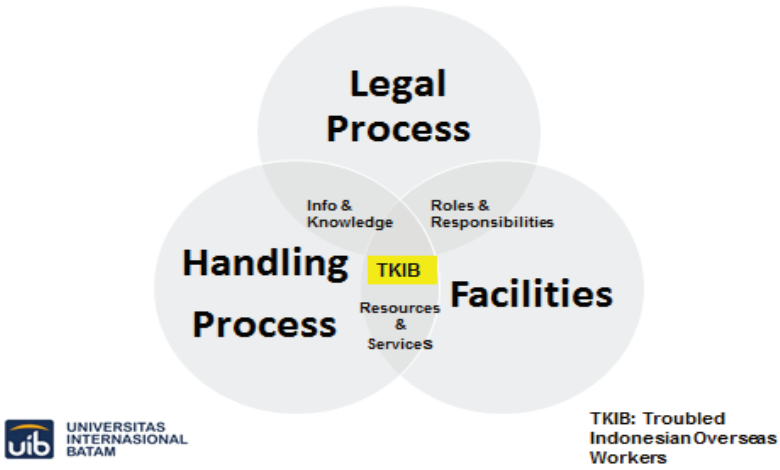 Legal
Process
Info &
Knowledge
Roles &
Responsibilities
Handling
Process
TKIB
Facilities
Resources
&
Services
uib
UNIVERSITAS
INTERNASIONAL
BATAM
TKIB: Troubled
Indonesian Overseas
Workers